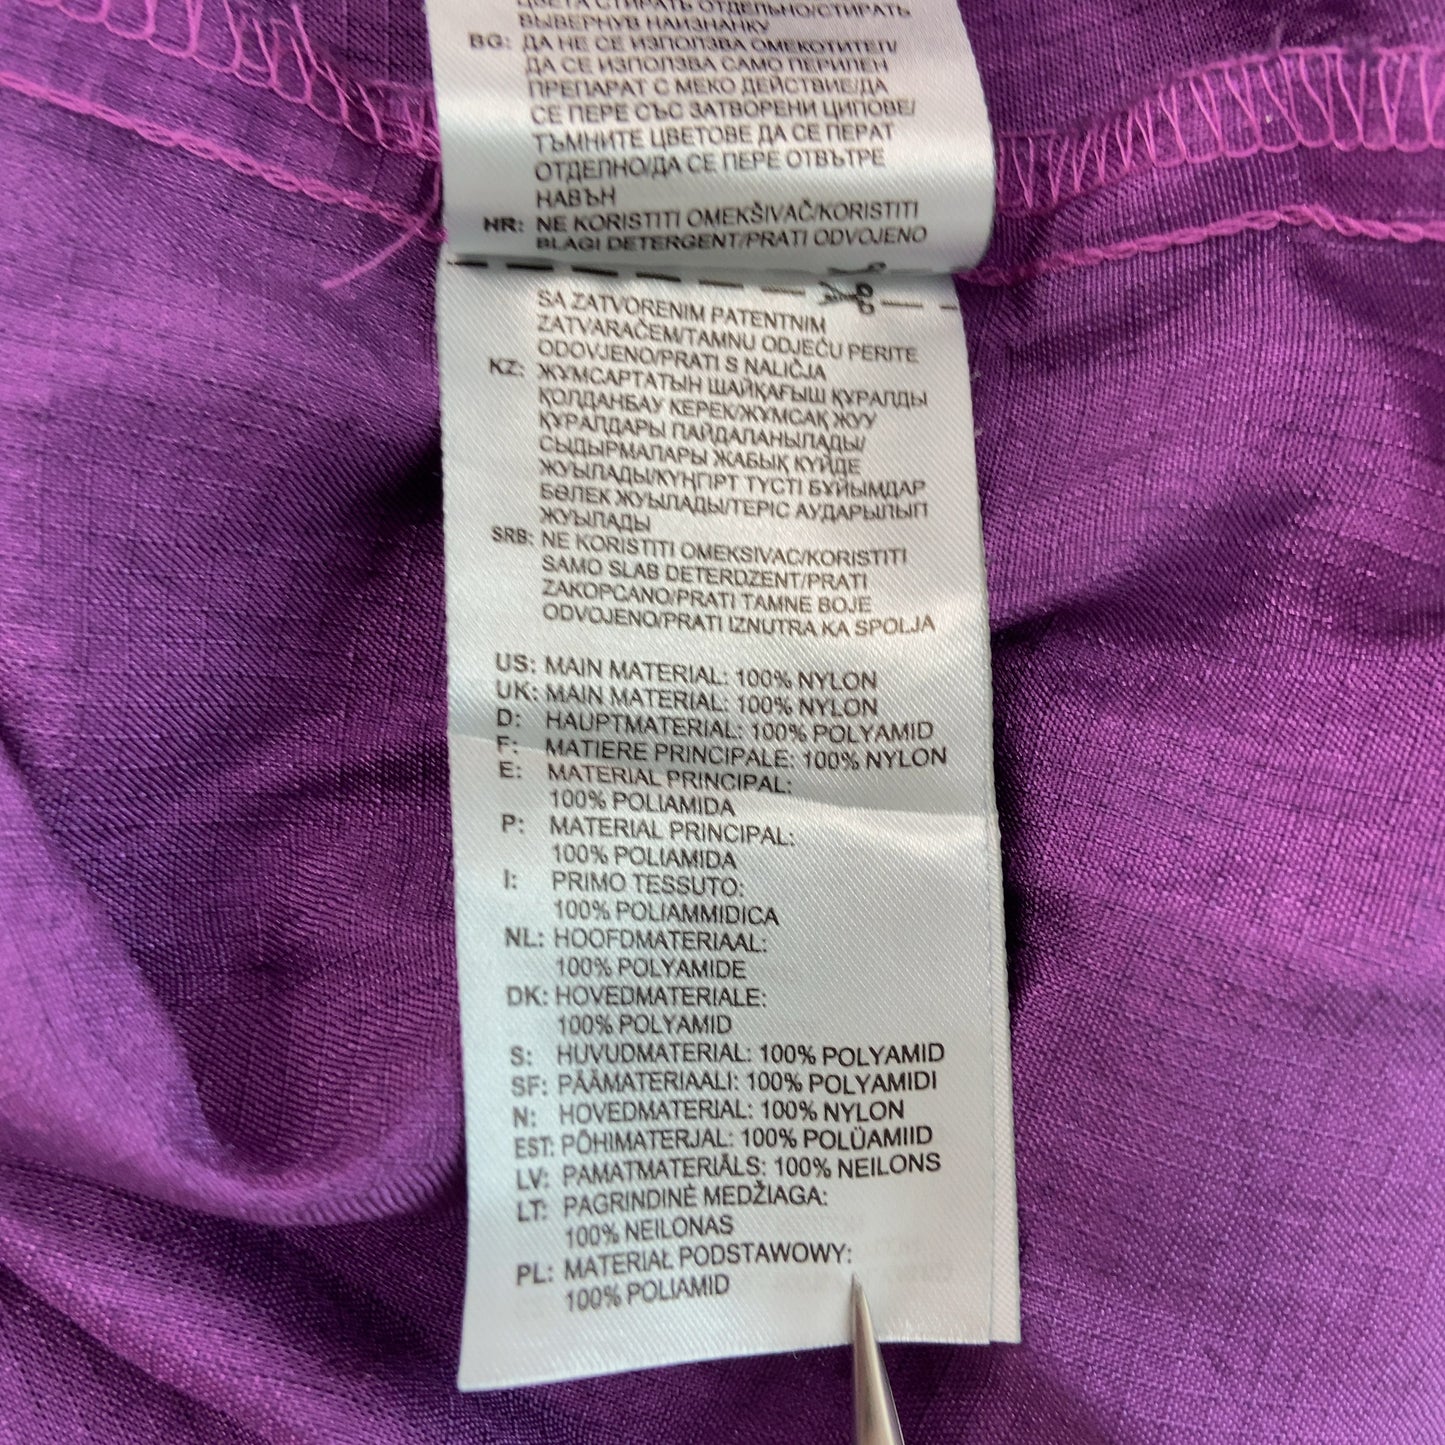 ЦВЕТА СТИРАТЬ ОТДЕЛЬНО/СТИРАТЬ
ВЫВЕРНУВ НАИЗНАНКУ
BG: ДА НЕ СЕ ИЗПОЛЗВА ОМЕКОТИТЕЛ/
ДА СЕ ИЗПОЛЗВА САМО ПЕРИЛЕН
ПРЕПАРАТ С МЕКО ДЕЙСТВИЕ/ДА
СЕ ПЕРЕ СЪС ЗАТВОРЕНИ ЦИПОВЕ/
ТЪМНИТЕ ЦВЕТОВЕ ДА СЕ ПЕРАТ
ОТДЕЛНО/ДА СЕ ПЕРЕ ОТВЪТРЕ
НАВЪН
HR: NE KORISTITI OMEKŠIVAČ/KORISTITI
BLAGI DETERGENT/PRATI ODVOJENO
SA ZATVORENIM PATENTNIM
ZATVARAČEM/TAMNU ODJEĆU PERITE
ODOVJENO/PRATI S NALIČJA
KZ: ЖҰМСАРТАТЫН ШАЙҚАҒЫШ ҚҰРАЛДЫ
ҚОЛДАНБАУ КЕРЕК/ЖҰМСАҚ ЖУУ
ҚҰРАЛДАРЫ ПАЙДАЛАНЫЛАДЫ/
СЫДЫРМАЛАРЫ ЖАБЫҚ КҮЙДЕ
ЖУЫЛАДЫ/КҮҢГІРТ ТҮСТІ БҰЙЫМДАР
БӨЛЕК ЖУЫЛАДЫ/ТЕРІС АУДАРЫЛЫП
ЖУЫЛАДЫ
SRB: NE KORISTITI OMEKSIVAC/KORISTITI
SAMO SLAB DETERDZENT/PRATI
ZAKOPCANO/PRATI TAMNE BOJE
ODVOJENO/PRATI IZNUTRA KA SPOLJA
US: MAIN MATERIAL: 100% NYLON
UK: MAIN MATERIAL: 100% NYLON
D: HAUPTMATERIAL: 100% POLYAMID
F: MATIERE PRINCIPALE: 100% NYLON
E: MATERIAL PRINCIPAL:
100% POLIAMIDA
P: MATERIAL PRINCIPAL:
100% POLIAMIDA
I: PRIMO TESSUTO:
100% POLIAMMIDICA
NL: HOOFDMATERIAAL:
100% POLYAMIDE
DK: HOVEDMATERIALE:
100% POLYAMID
S: HUVUDMATERIAL: 100% POLYAMID
SF: PÄÄMATERIAALI: 100% POLYAMIDI
N: HOVEDMATERIAL: 100% NYLON
EST: PÕHIMATERJAL: 100% POLÜAMIID
LV: PAMATMATERIĀLS: 100% NEILONS
LT: PAGRINDINĖ MEDŽIAGA:
100% NEILONAS
PL: MATERIAŁ PODSTAWOWY:
100% POLIAMID